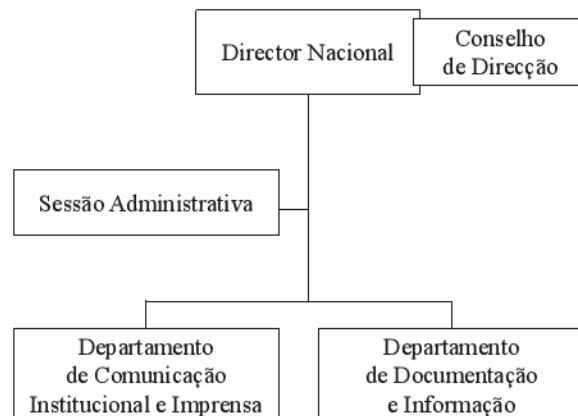 Director Nacional
Conselho
de Direcção
Sessão Administrativa
Departamento
de Comunicação
Institucional e Imprensa
Departamento
de Documentação
e Informação